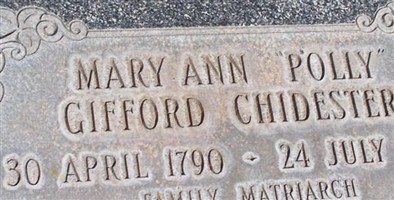 MARY ANN "POLLY"
GIFFORD CHIDESTER
30 APRIL 1790 - 24 JULY
FAMILY MATRIARCH